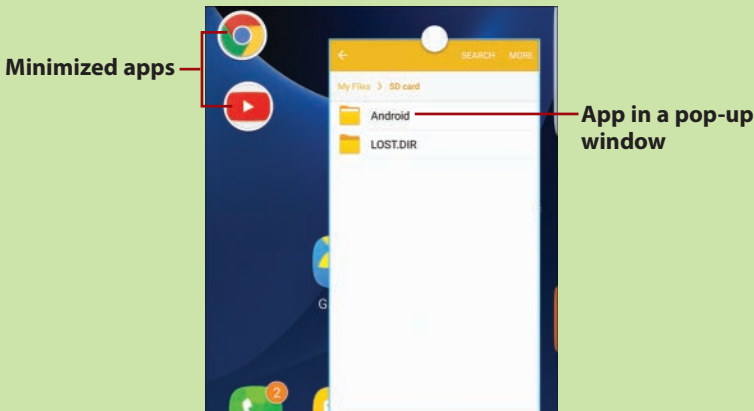 Minimized apps
SEARCH MORE
My Files > SD card
Android
App in a pop-up
window
LOST.DIR
G
2